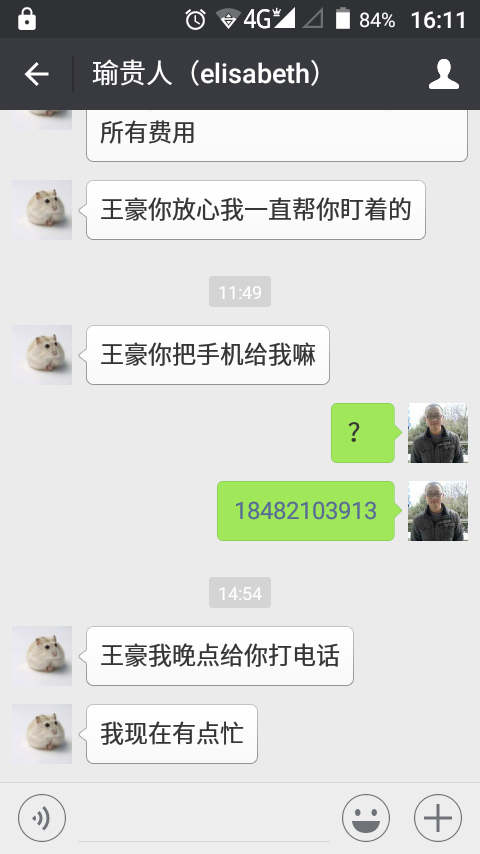 4G 84% 16:11
瑜贵人（elisabeth）
所有费用
王豪你放心我一直帮你盯着的
11:49
王豪你把手机给我嘛
？
18482103913
14:54
王豪我晚点给你打电话
我现在有点忙